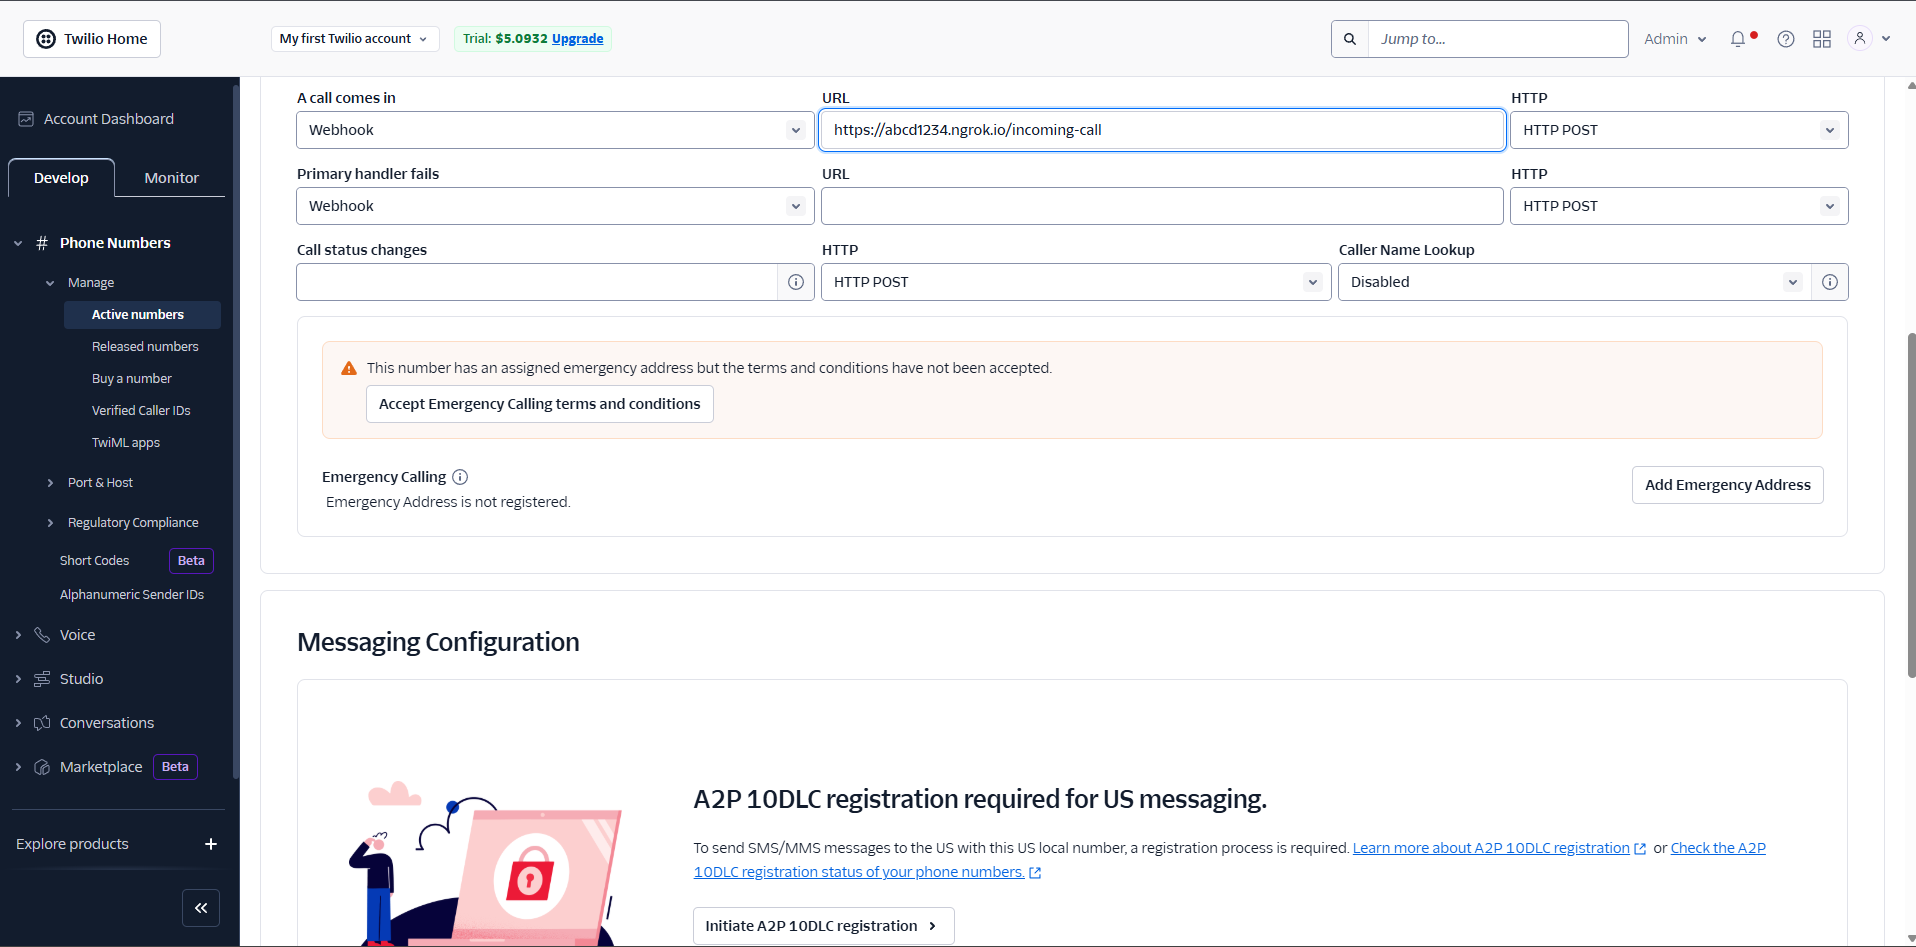 Twilio Home
My first Twilio account
Trial: $5.0932 Upgrade
Jump to...
Admin
Account Dashboard
Develop
Monitor
Phone Numbers
Manage
Active numbers
Released numbers
Buy a number
Verified Caller IDs
TwiML apps
Port & Host
Regulatory Compliance
Short Codes Beta
Alphanumeric Sender IDs
Voice
Studio
Conversations
Marketplace Beta
Explore products
A call comes in URL HTTP
Webhook https://abcd1234.ngrok.io/incoming-call HTTP POST
Primary handler fails URL HTTP
Webhook HTTP POST
Call status changes HTTP Caller Name Lookup
HTTP POST Disabled
This number has an assigned emergency address but the terms and conditions have not been accepted.
Accept Emergency Calling terms and conditions
Emergency Calling
Emergency Address is not registered.
Add Emergency Address
Messaging Configuration
A2P 10DLC registration required for US messaging.
To send SMS/MMS messages to the US with this US local number, a registration process is required. Learn more about A2P 10DLC registration or Check the A2P
10DLC registration status of your phone numbers.
Initiate A2P 10DLC registration